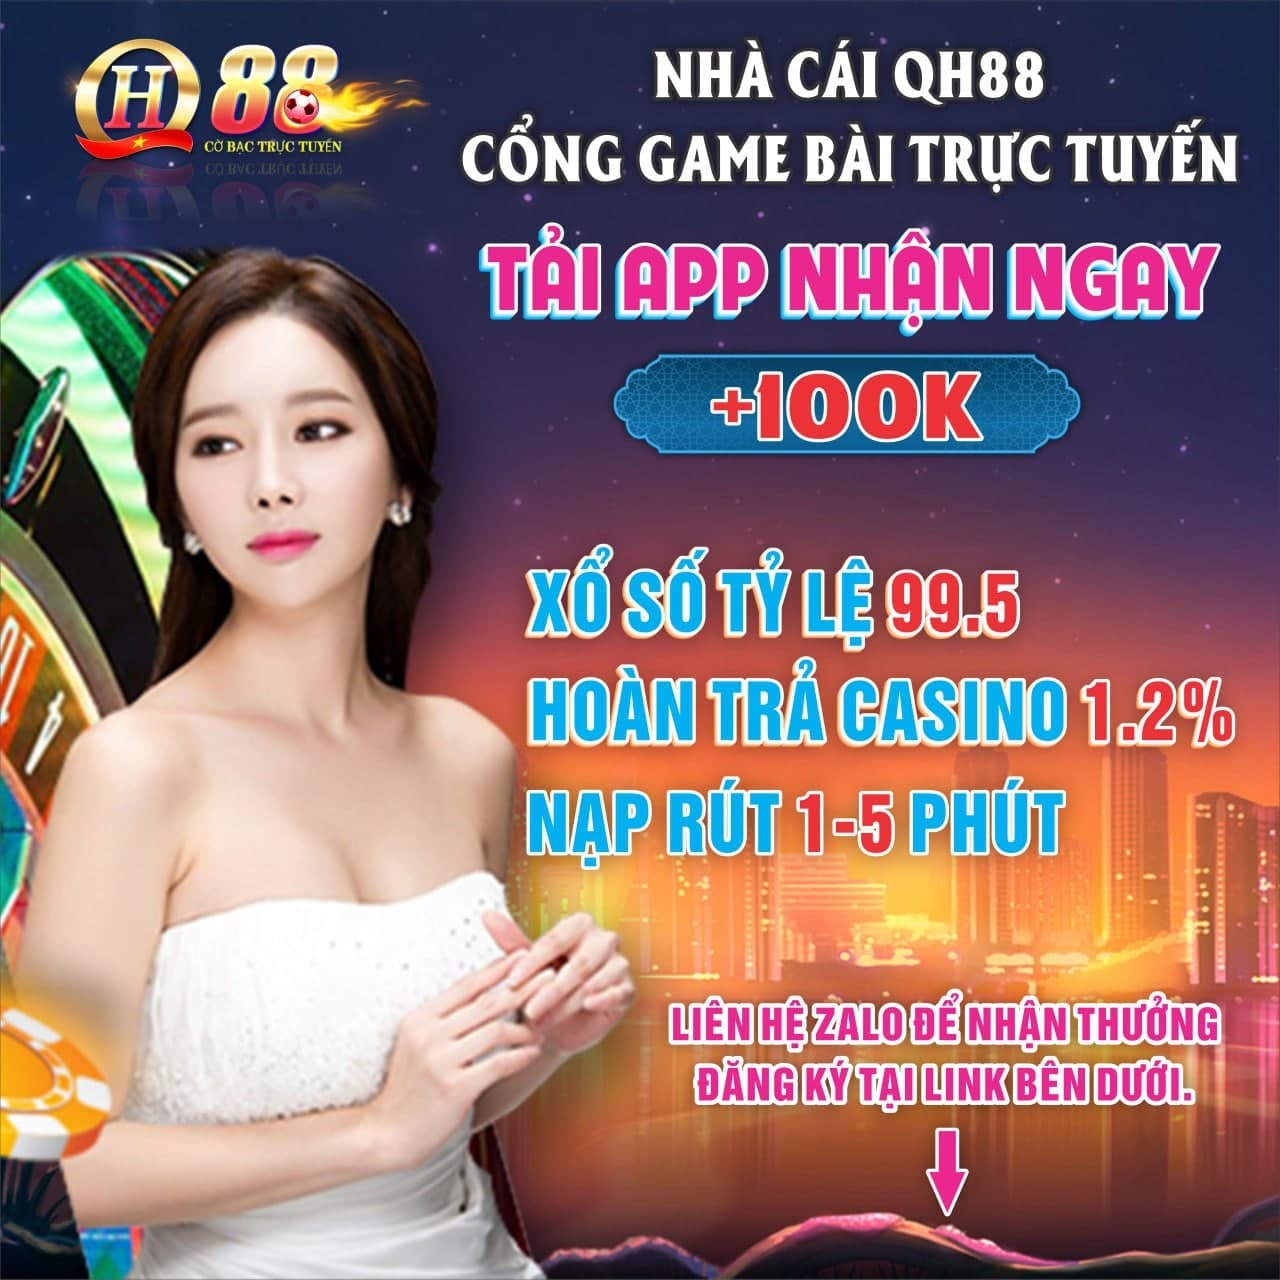 QH88
CỜ BẠC TRỰC TUYẾN
NHÀ CÁI QH88
CỔNG GAME BÀI TRỰC TUYẾN
TẢI APP NHẬN NGAY
+100K
XỔ SỐ TỶ LỆ 99.5
HOÀN TRẢ CASINO 1.2%
NẠP RÚT 1-5 PHÚT
LIÊN HỆ ZALO ĐỂ NHẬN THƯỞNG
ĐĂNG KÝ TẠI LINK BÊN DƯỚI.